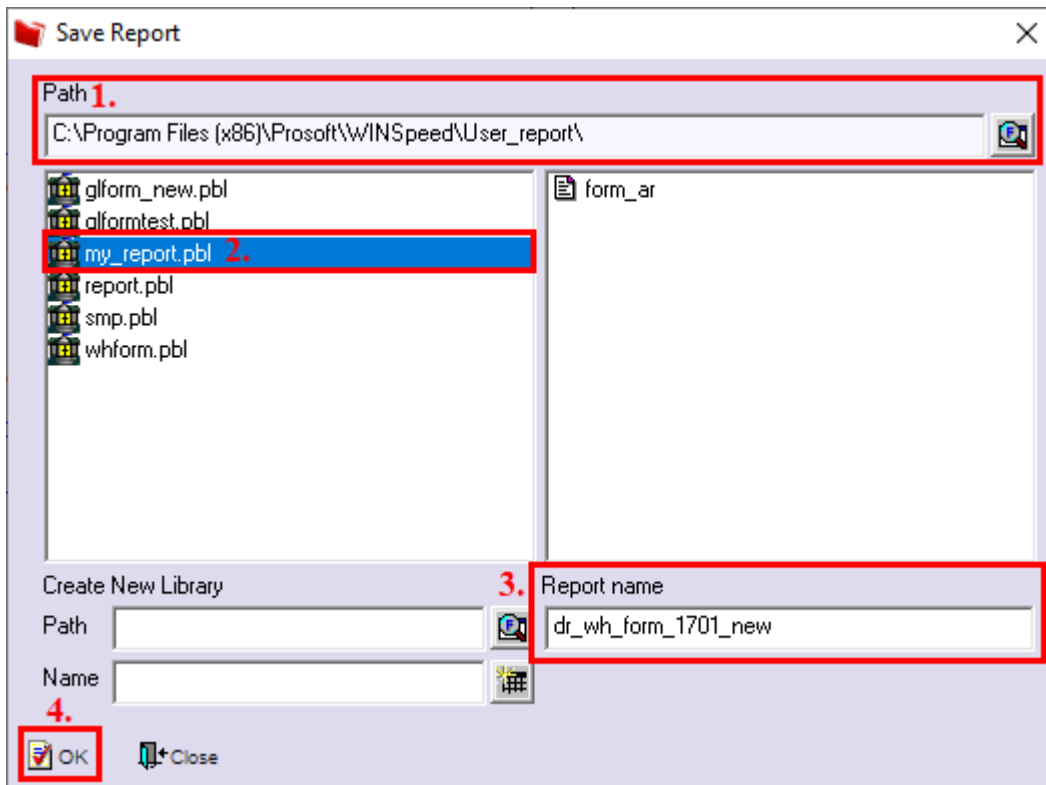 Save Report
Path 1.
C:\Program Files (x86)\Prosoft\WINSpeed\User_report\
glform_new.pbl
glformtest.pbl
my_report.pbl 2.
report.pbl
smp.pbl
whform.pbl
form_ar
Create New Library
Path
Name
3. Report name
dr_wh_form_1701_new
4.
OK
Close